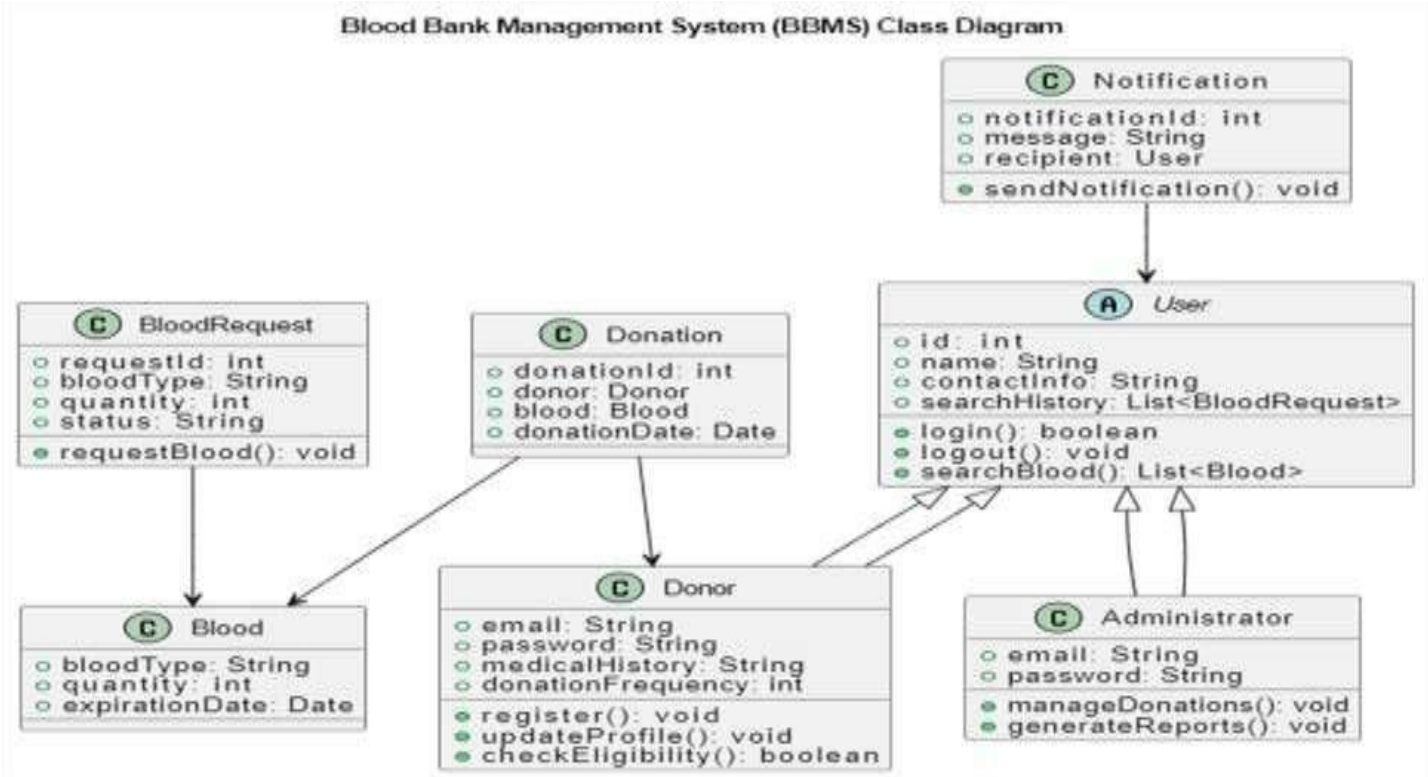 Blood Bank Management System (BBMS) Class Diagram
C Notification
notificationId: int
message: String
recipient: User
sendNotification(): void
C BloodRequest
requestId: int
bloodType: String
quantity: int
status: String
requestBlood(): void
C Donation
donationId: int
donor: Donor
blood: Blood
donationDate: Date
A User
id: int
name: String
contactInfo: String
searchHistory: List<BloodRequest>
login(): boolean
logout(): void
searchBlood(): List<Blood>
C Blood
bloodType: String
quantity: int
expirationDate: Date
C Donor
email: String
password: String
medicalHistory: String
donationFrequency: int
register(): void
updateProfile(): void
checkEligibility(): boolean
C Administrator
email: String
password: String
manageDonations(): void
generateReports(): void